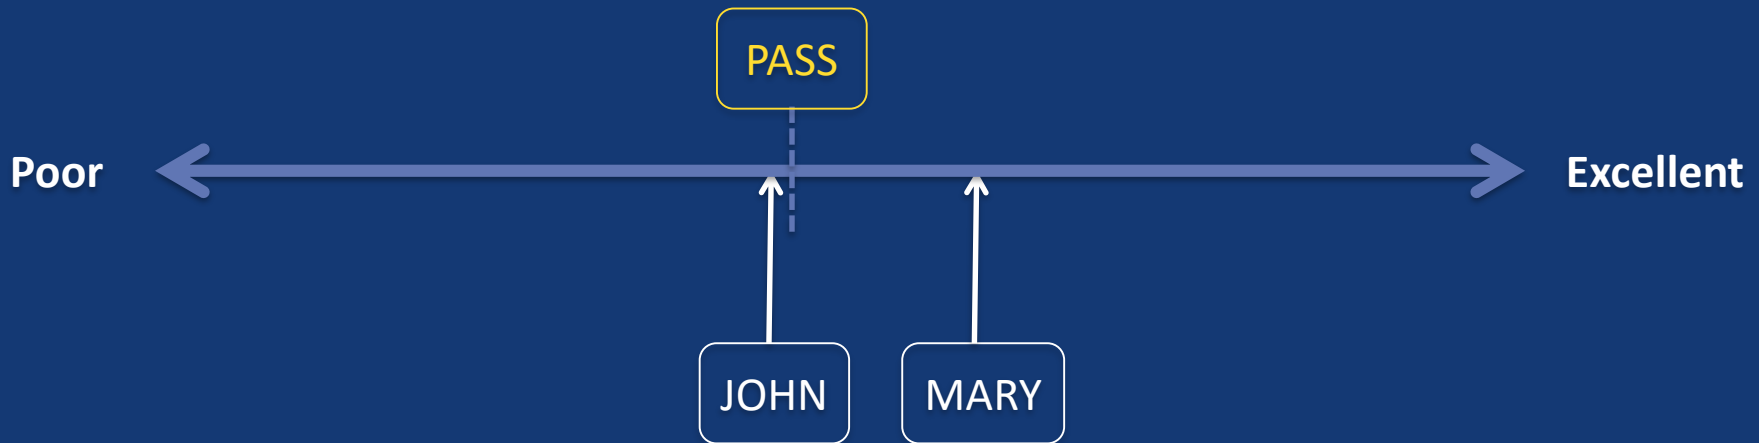 PASS
Poor
Excellent
JOHN
MARY